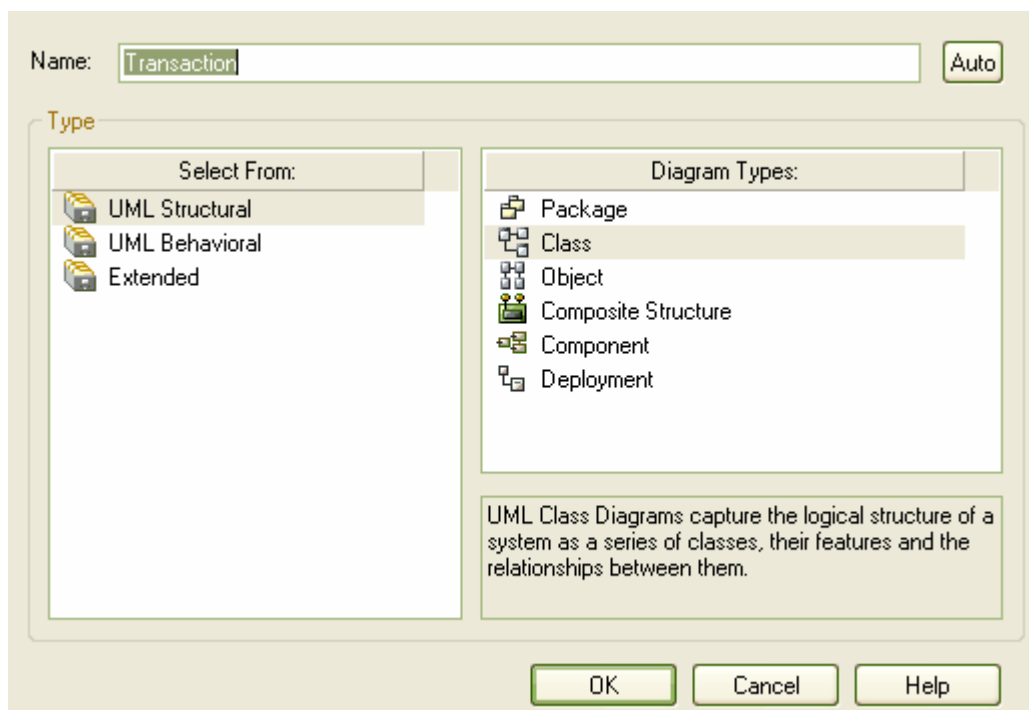 Name: Transaction Auto
Type
Select From:
UML Structural
UML Behavioral
Extended
Diagram Types:
Package
Class
Object
Composite Structure
Component
Deployment
UML Class Diagrams capture the logical structure of a
system as a series of classes, their features and the
relationships between them.
OK Cancel Help